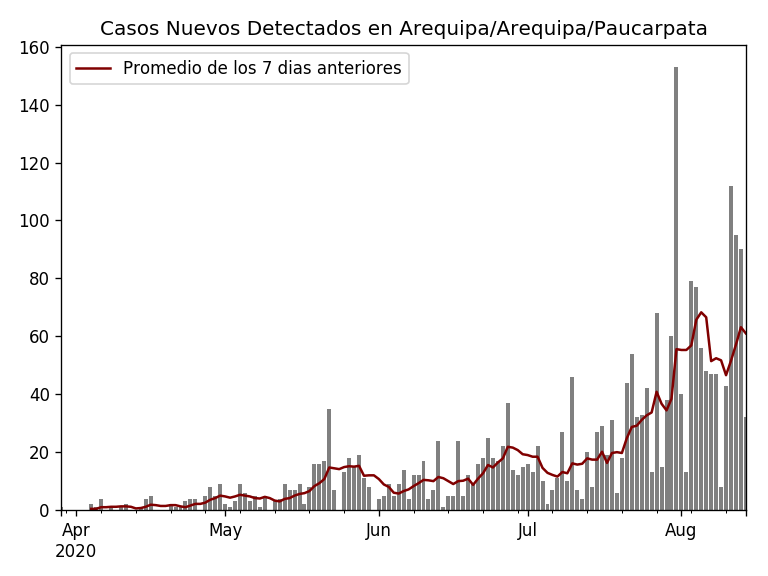 Casos Nuevos Detectados en Arequipa/Arequipa/Paucarpata
Promedio de los 7 dias anteriores
160
140
120
100
80
60
40
20
0
Apr
2020
May
Jun
Jul
Aug